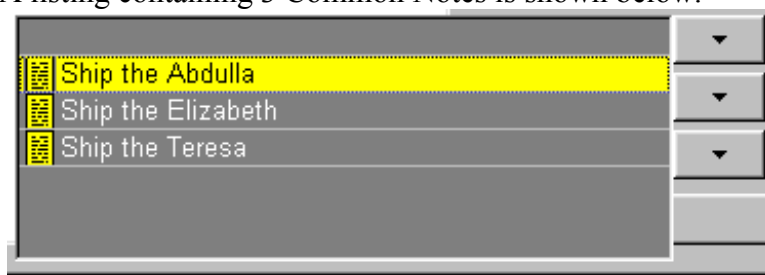 A listing containing 3 Common Notes is shown below.
Ship the Abdulla
Ship the Elizabeth
Ship the Teresa